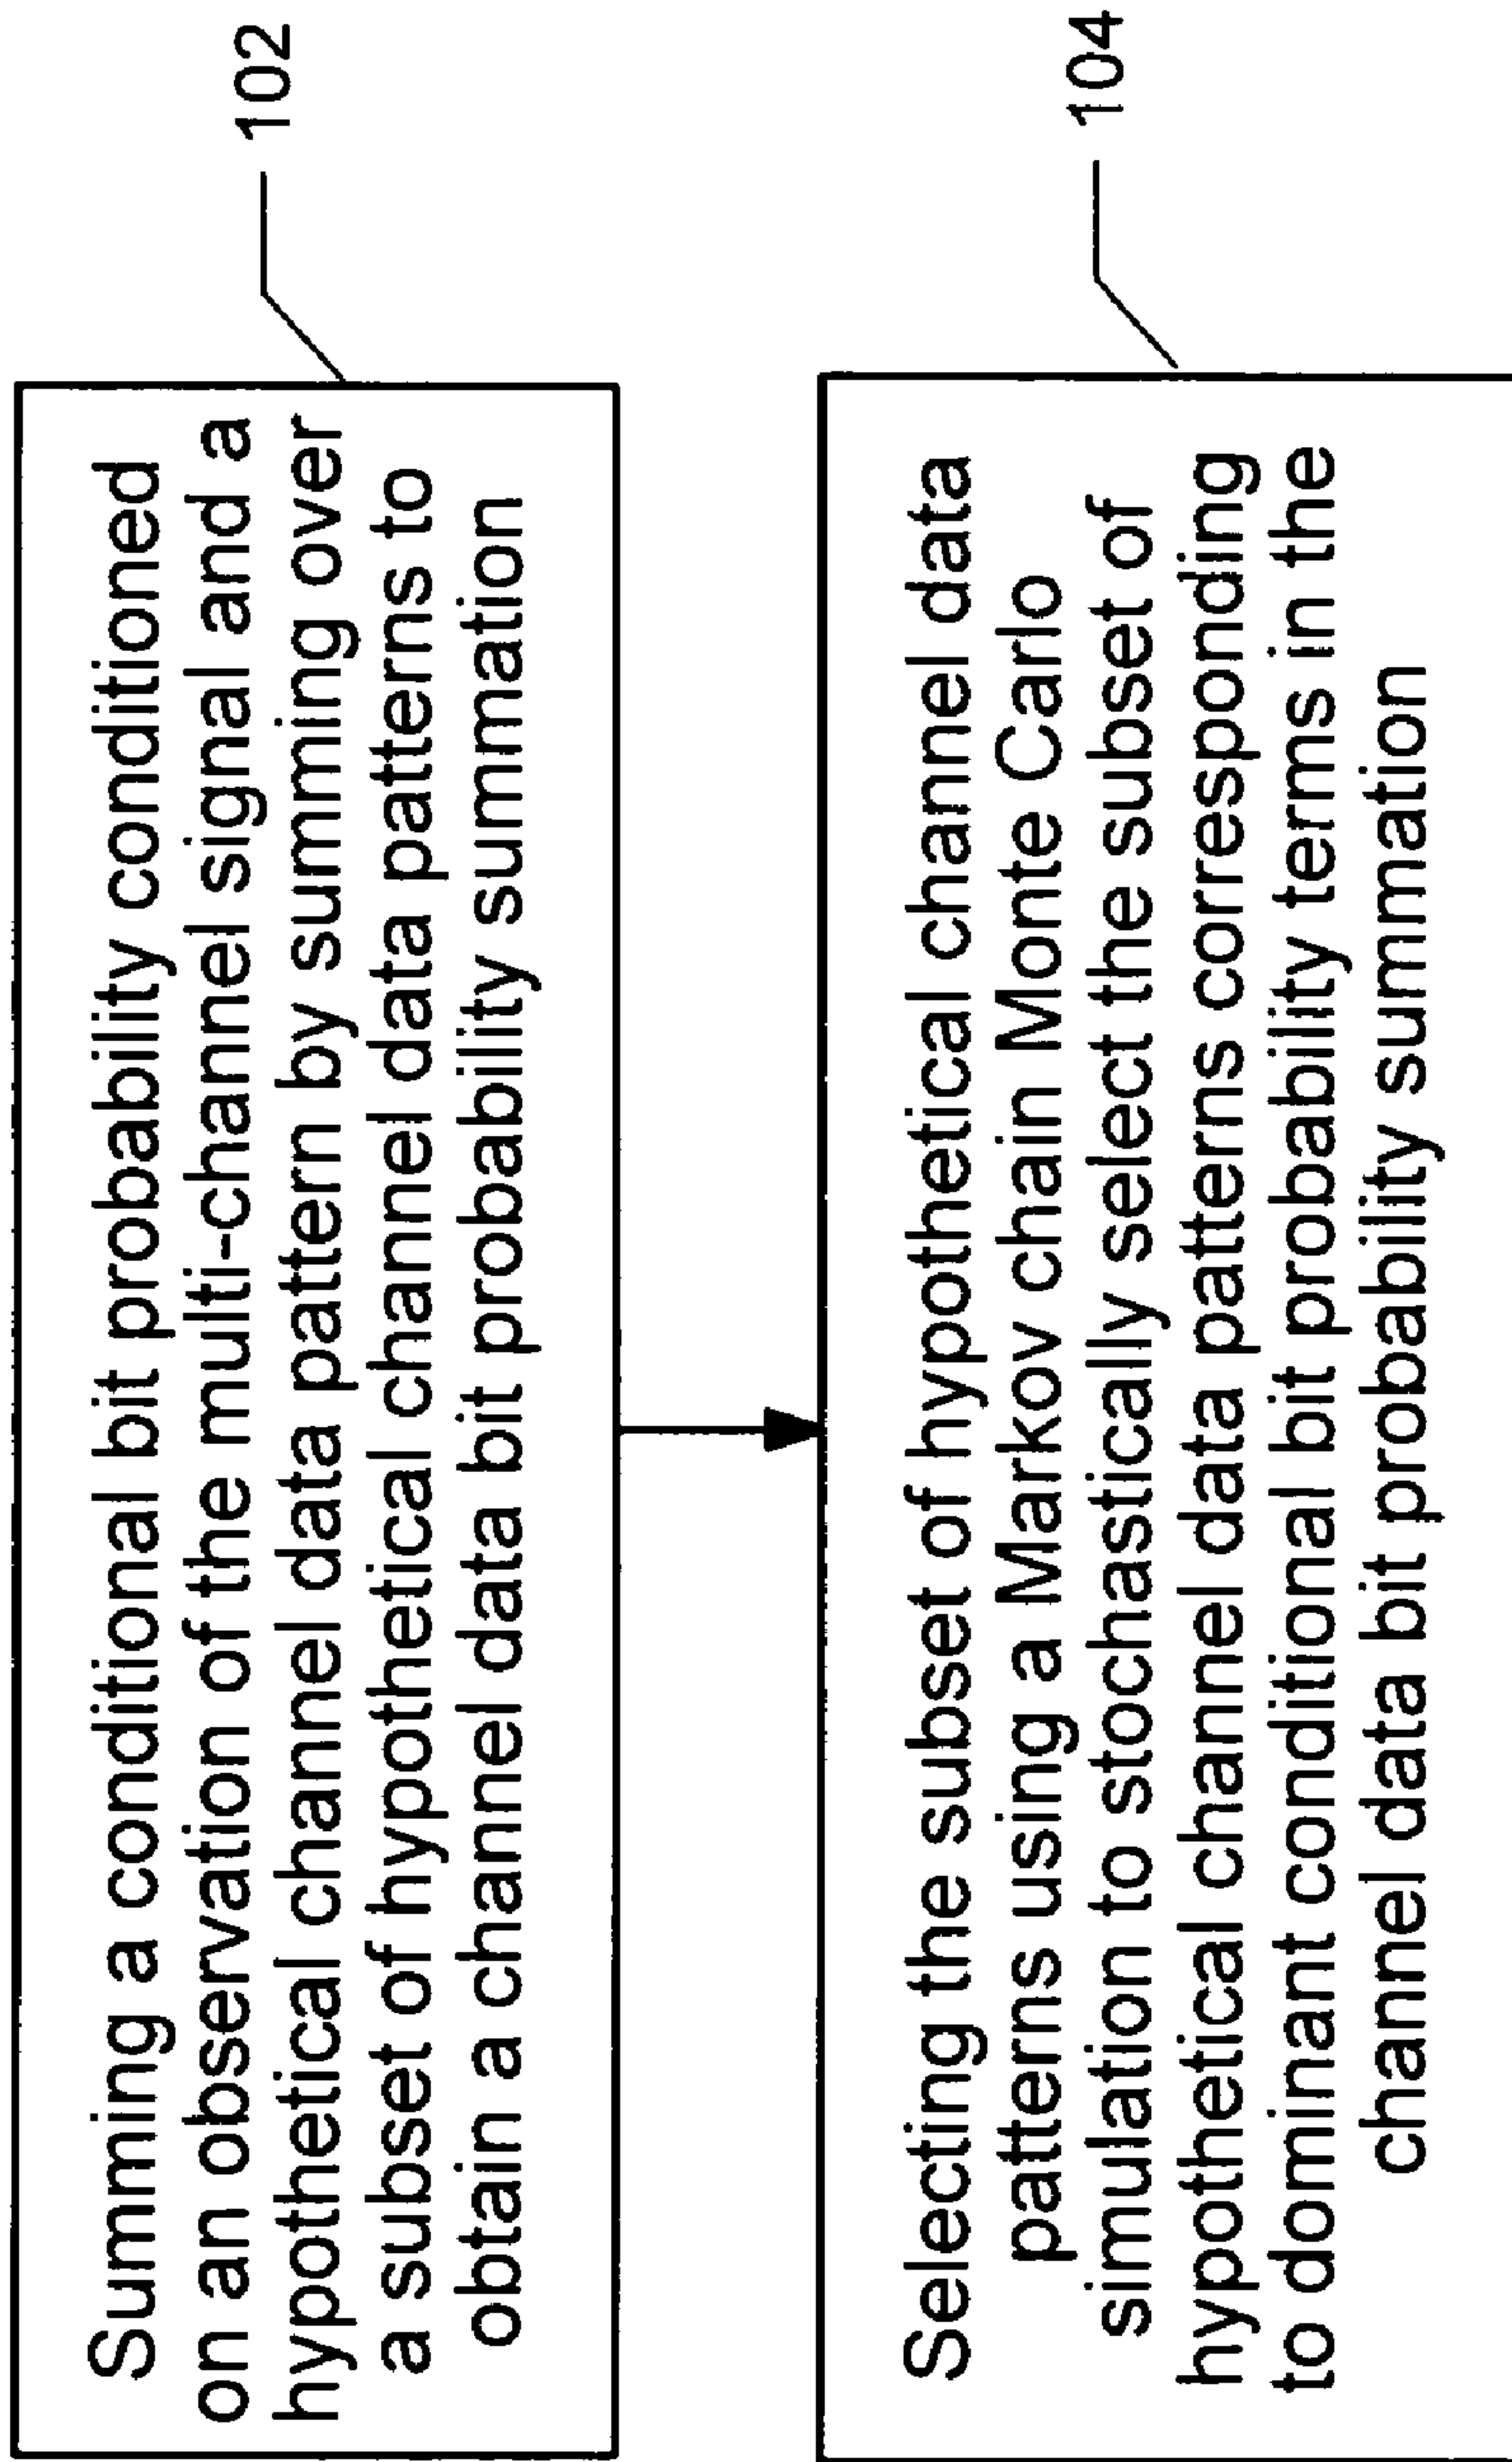 Summing a conditional bit probability conditioned
on an observation of the multi-channel signal and a
hypothetical channel data pattern by summing over
a subset of hypothetical channel data patterns to
obtain a channel data bit probability summation
102
Selecting the subset of hypothetical channel data
patterns using a Markov chain Monte Carlo
simulation to stochastically select the subset of
hypothetical channel data patterns corresponding
to dominant conditional bit probability terms in the
channel data bit probability summation
104